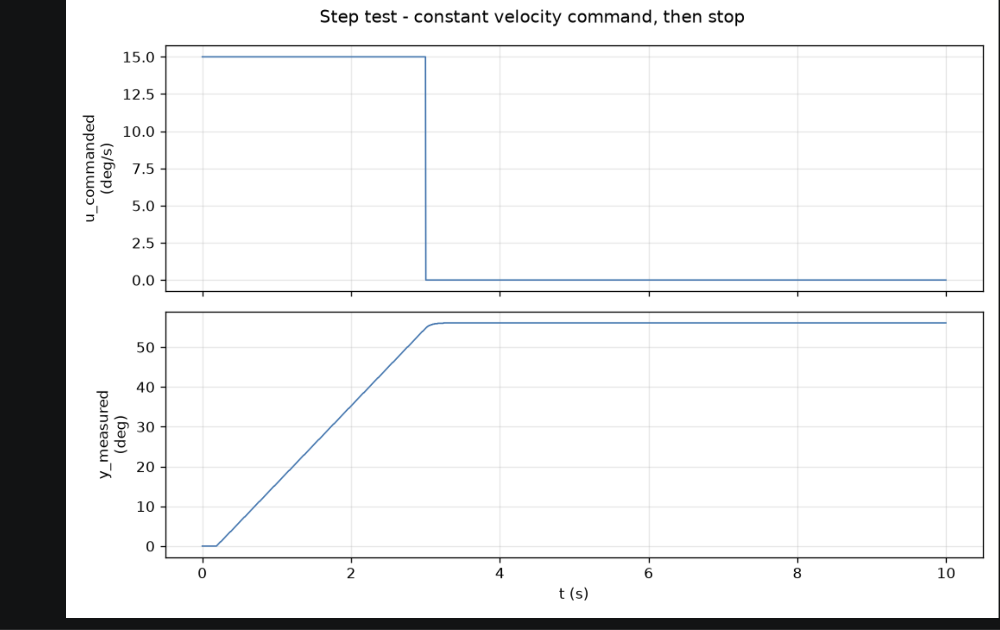 Step test - constant velocity command, then stop
u_commanded
(deg/s)
15.0
12.5
10.0
7.5
5.0
2.5
0.0
y_measured
(deg)
50
40
30
20
10
0
0 2 4 6 8 10
t (s)